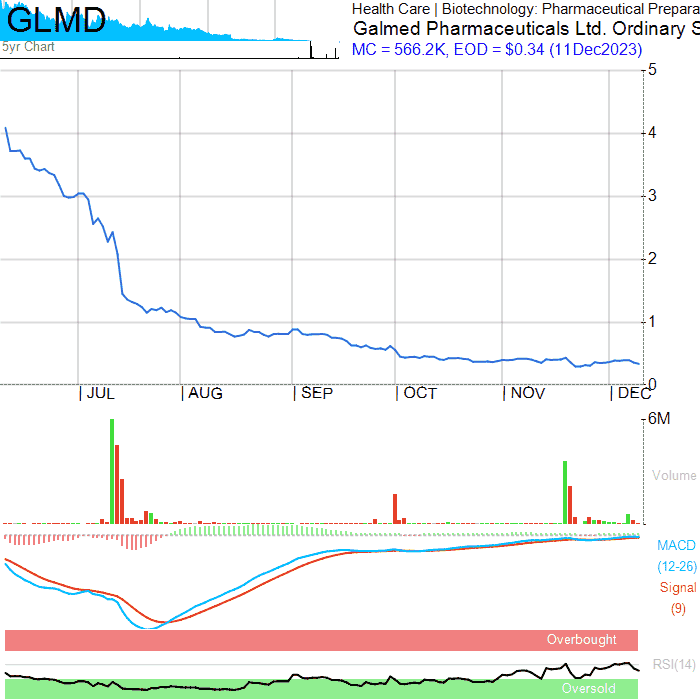 GLMD
5yr Chart
Health Care | Biotechnology: Pharmaceutical Prepara
Galmed Pharmaceuticals Ltd. Ordinary S
MC = 566.2K, EOD = $0.34 (11Dec2023)
5
4
3
2
1
0
JUL AUG SEP OCT NOV DEC
6M
Volume
MACD
(12-26)
Signal
(9)
Overbought
RSI(14)
Oversold